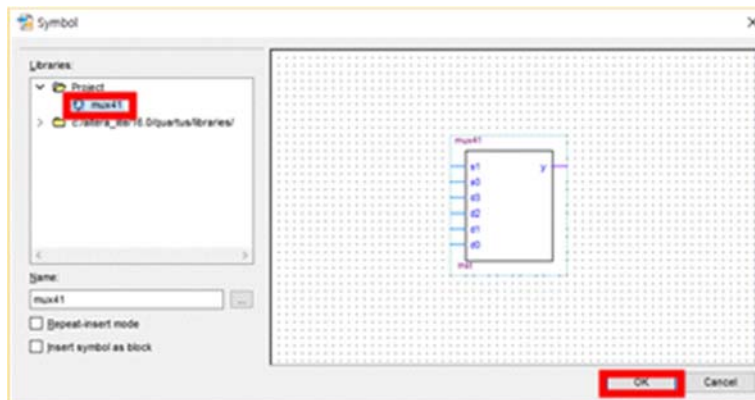 Symbol
Libraries:
Project
mux41
c:/altera_lite/16.0/quartus/libraries/
mux41
s1 y
s0
d3
d2
d1
d0
inst
Name:
mux41
...
Repeat-insert mode
Insert symbol as block
OK Cancel